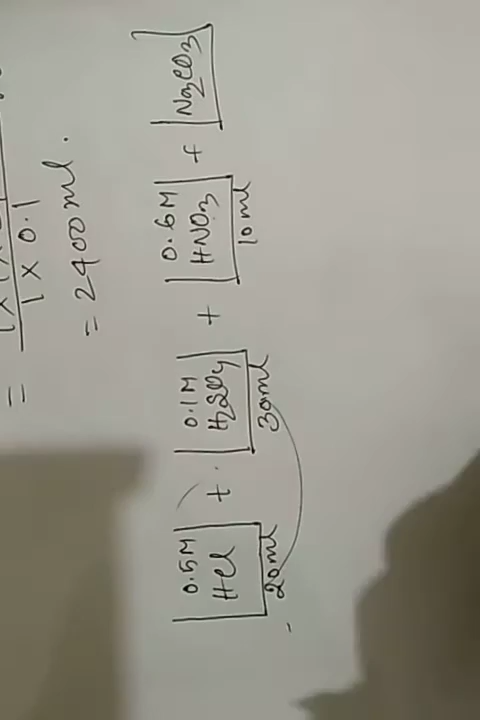 1 X 0.1
= 2400 ml.
0.5M HCl 20ml + 0.1M H2SO4 30ml + 0.6M HNO3 10ml + Na2CO3